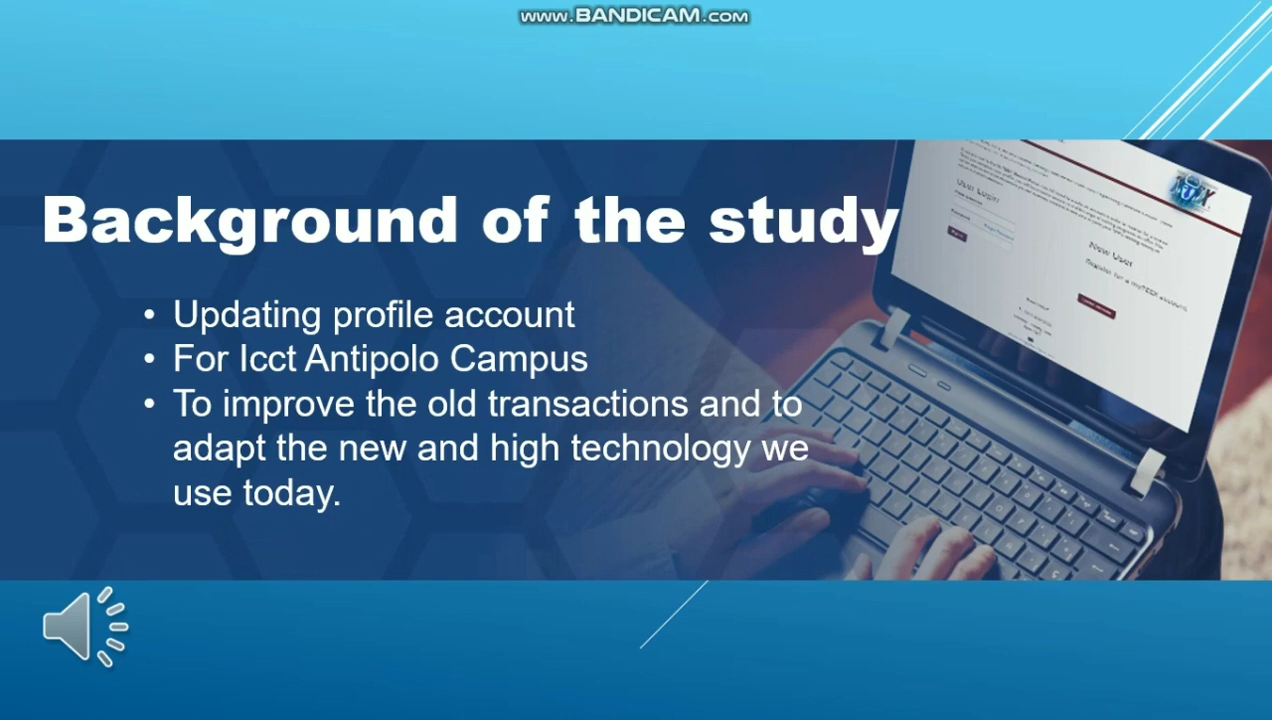 www.BANDICAM.com
Background of the study
• Updating profile account
• For Icct Antipolo Campus
• To improve the old transactions and to
adapt the new and high technology we
use today.
User Login
New User